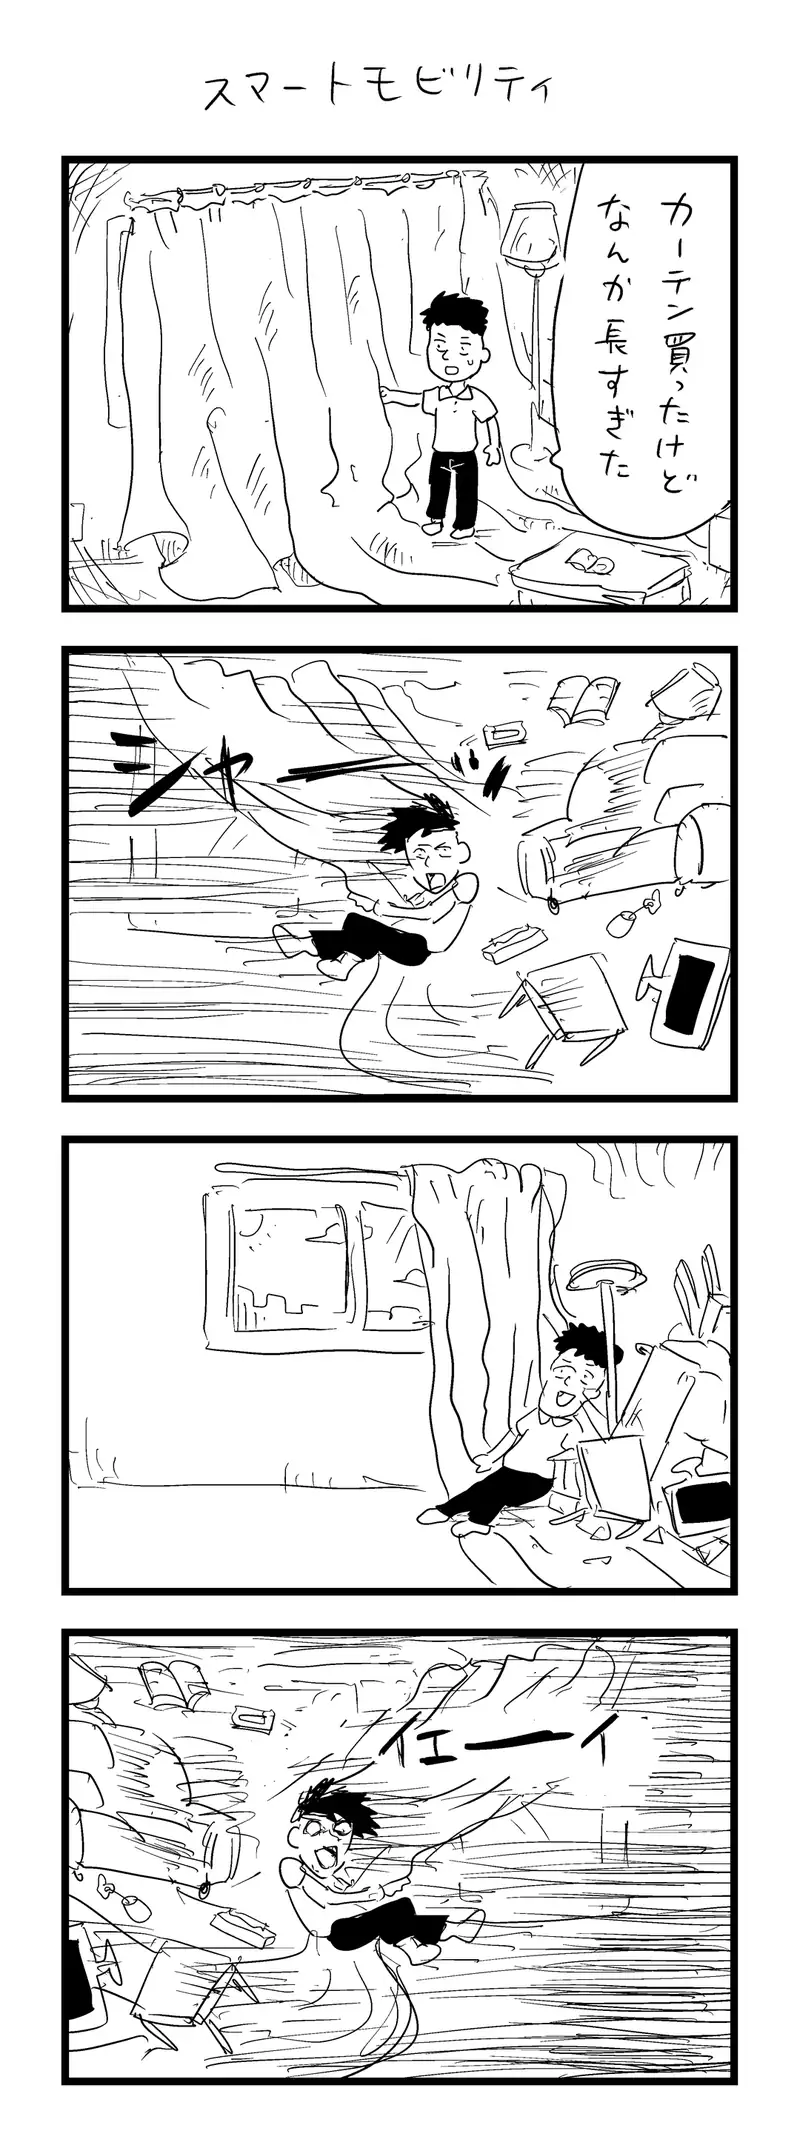 スマートモビリティ
カーテン買ったけど
なんか長すぎた
シャーッ
イエーイ